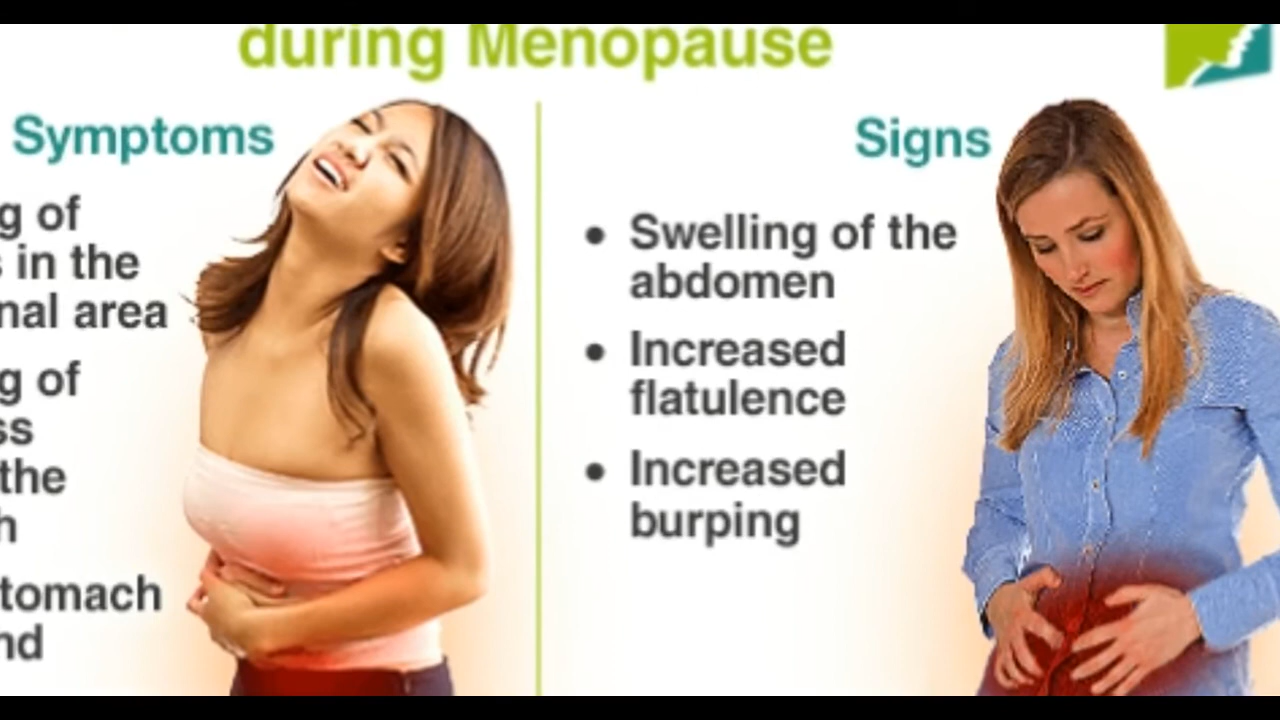 during Menopause
Symptoms
g of
in the
nal area
g of
ss
the
h
tomach
nd
Signs
• Swelling of the
abdomen
• Increased
flatulence
• Increased
burping